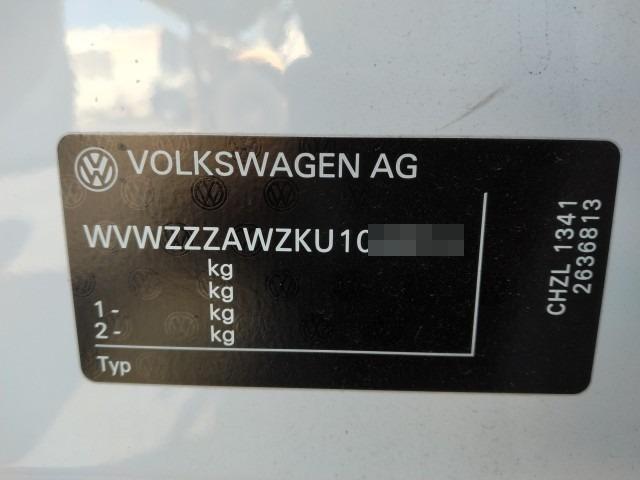 VOLKSWAGEN AG
WVWZZZAWZKU10
kg
kg
1- kg
2- kg
Typ
CHZL 1341
2636813